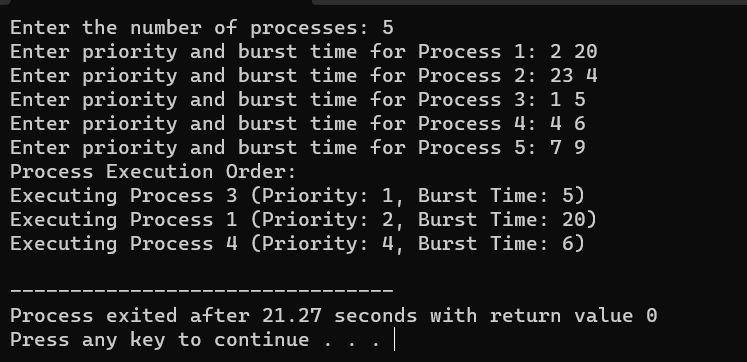 Enter the number of processes: 5
Enter priority and burst time for Process 1: 2 20
Enter priority and burst time for Process 2: 23 4
Enter priority and burst time for Process 3: 1 5
Enter priority and burst time for Process 4: 4 6
Enter priority and burst time for Process 5: 7 9
Process Execution Order:
Executing Process 3 (Priority: 1, Burst Time: 5)
Executing Process 1 (Priority: 2, Burst Time: 20)
Executing Process 4 (Priority: 4, Burst Time: 6)
--------------------------------
Process exited after 21.27 seconds with return value 0
Press any key to continue . . .